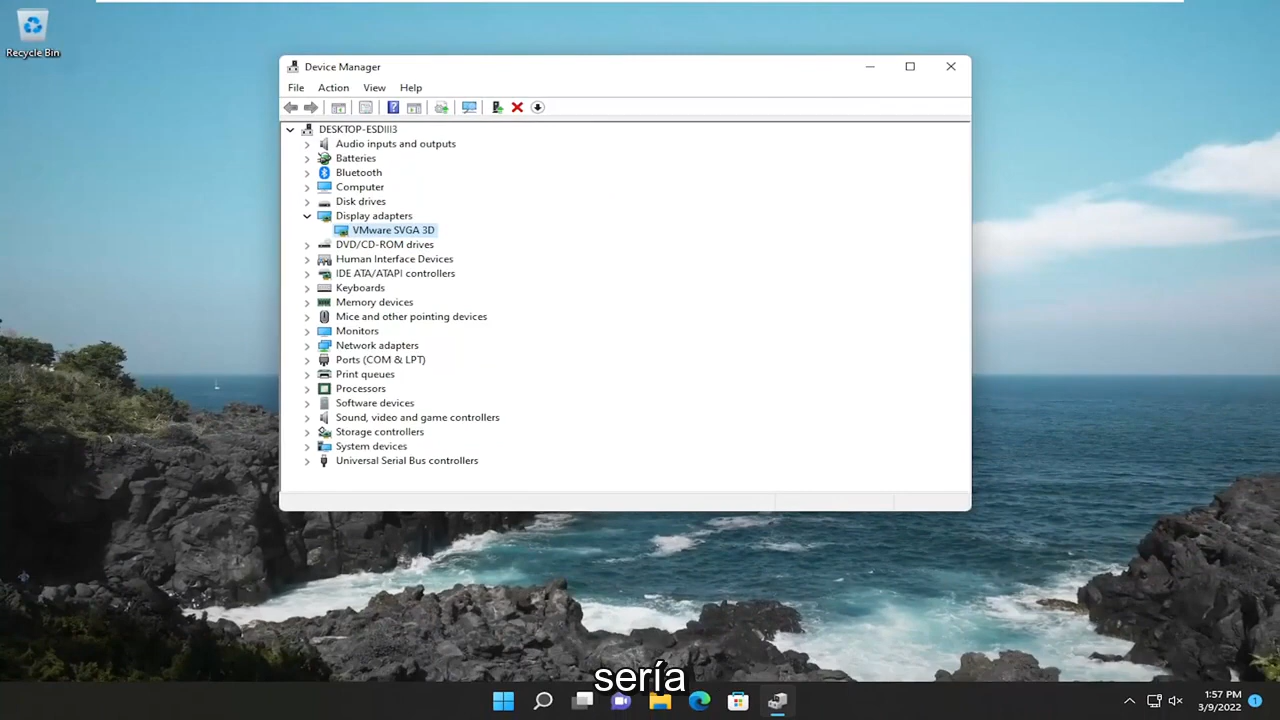 Recycle Bin
Device Manager
File Action View Help
DESKTOP-ESDIII3
Audio inputs and outputs
Batteries
Bluetooth
Computer
Disk drives
Display adapters
VMware SVGA 3D
DVD/CD-ROM drives
Human Interface Devices
IDE ATA/ATAPI controllers
Keyboards
Memory devices
Mice and other pointing devices
Monitors
Network adapters
Ports (COM & LPT)
Print queues
Processors
Software devices
Sound, video and game controllers
Storage controllers
System devices
Universal Serial Bus controllers
sería
1:57 PM
3/9/2022
1